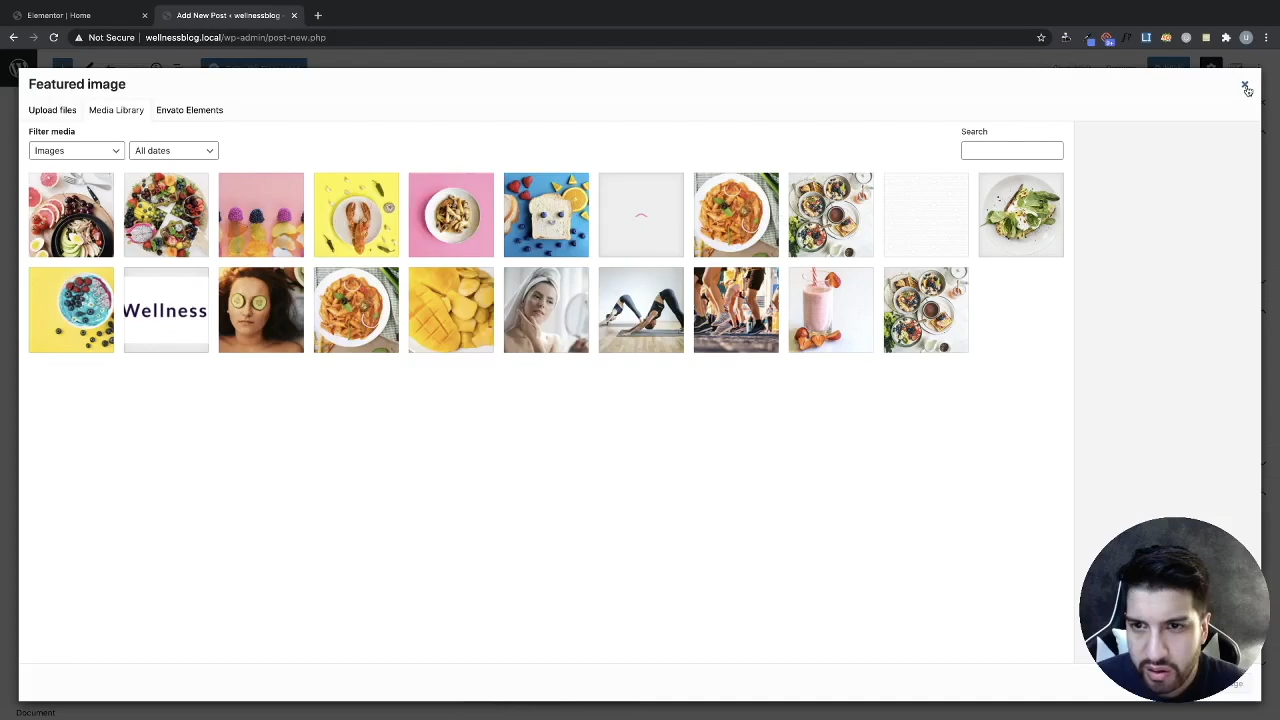 Elementor | Home
Add New Post ‹ wellnessblog
Not Secure | wellnessblog.local/wp-admin/post-new.php
Featured image
Upload files Media Library Envato Elements
Filter media
Search
Images All dates
Wellness
Document